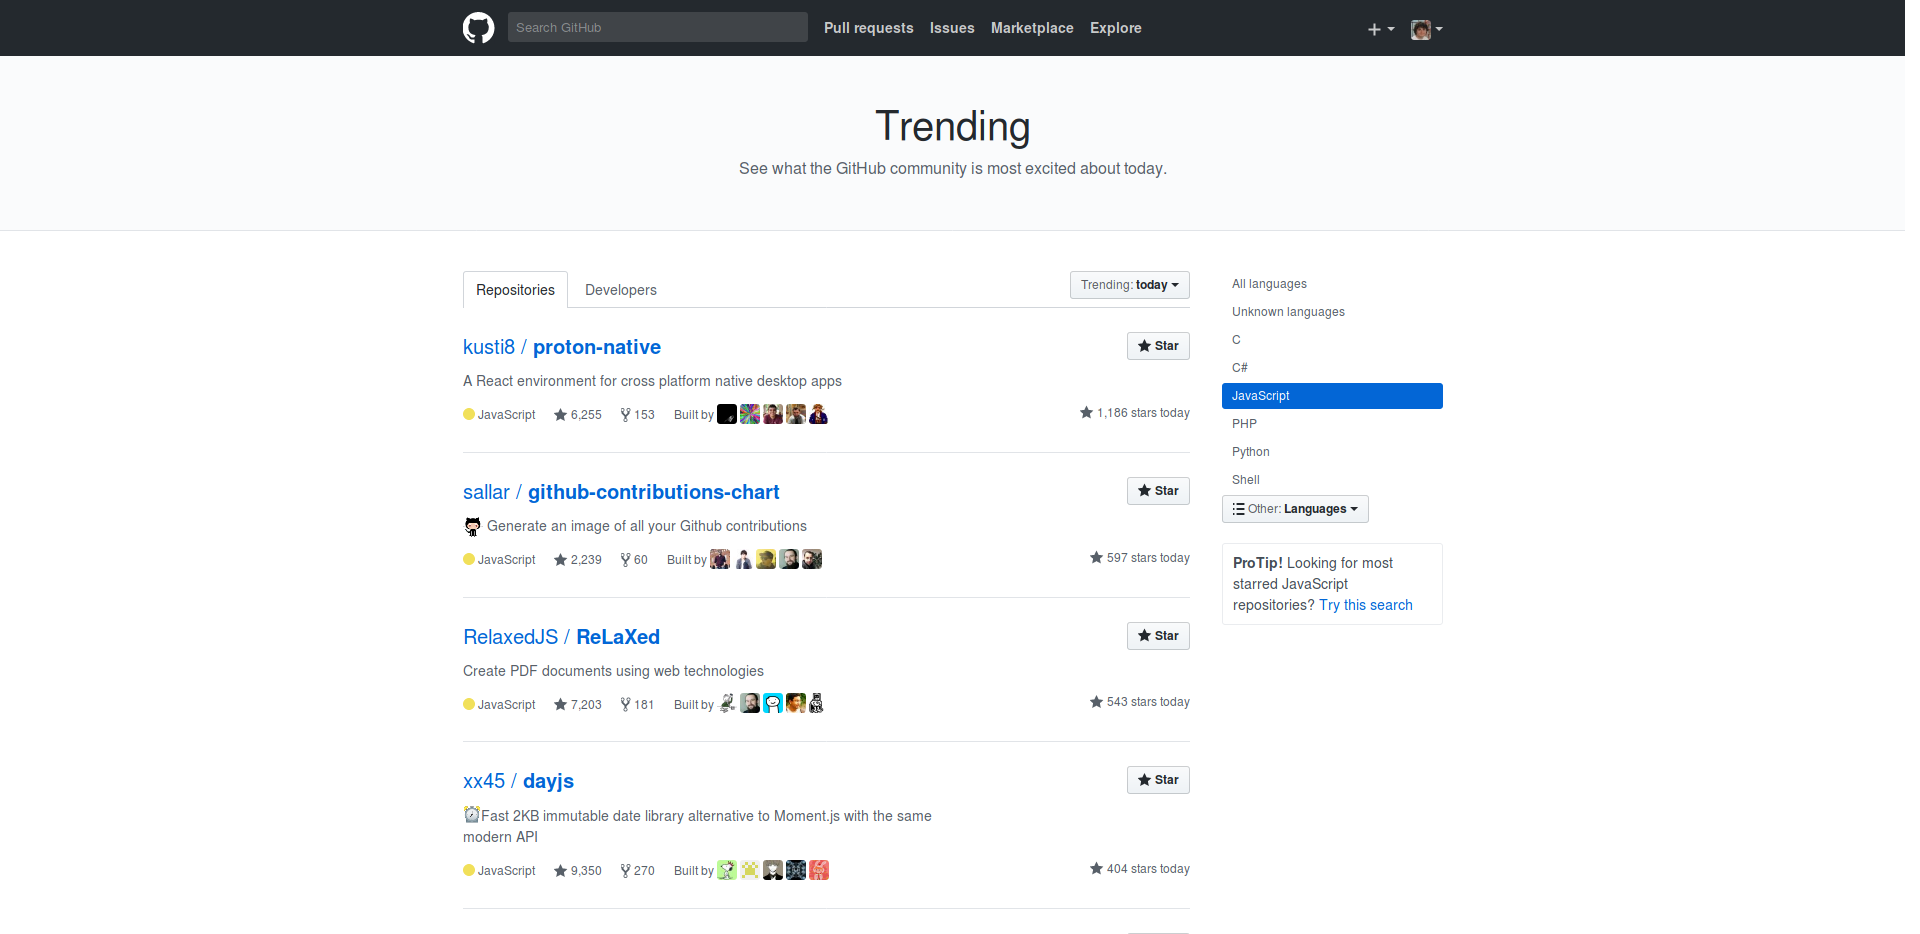 Search GitHub
Pull requests Issues Marketplace Explore
Trending
See what the GitHub community is most excited about today.
Repositories Developers Trending: today
kusti8 / proton-native
Star
A React environment for cross platform native desktop apps
JavaScript 6,255 153 Built by 1,186 stars today
sallar / github-contributions-chart
Star
Generate an image of all your Github contributions
JavaScript 2,239 60 Built by 597 stars today
RelaxedJS / ReLaXed
Star
Create PDF documents using web technologies
JavaScript 7,203 181 Built by 543 stars today
xx45 / dayjs
Star
Fast 2KB immutable date library alternative to Moment.js with the same
modern API
JavaScript 9,350 270 Built by 404 stars today
All languages
Unknown languages
C
C#
JavaScript
PHP
Python
Shell
Other: Languages
ProTip! Looking for most
starred JavaScript
repositories? Try this search